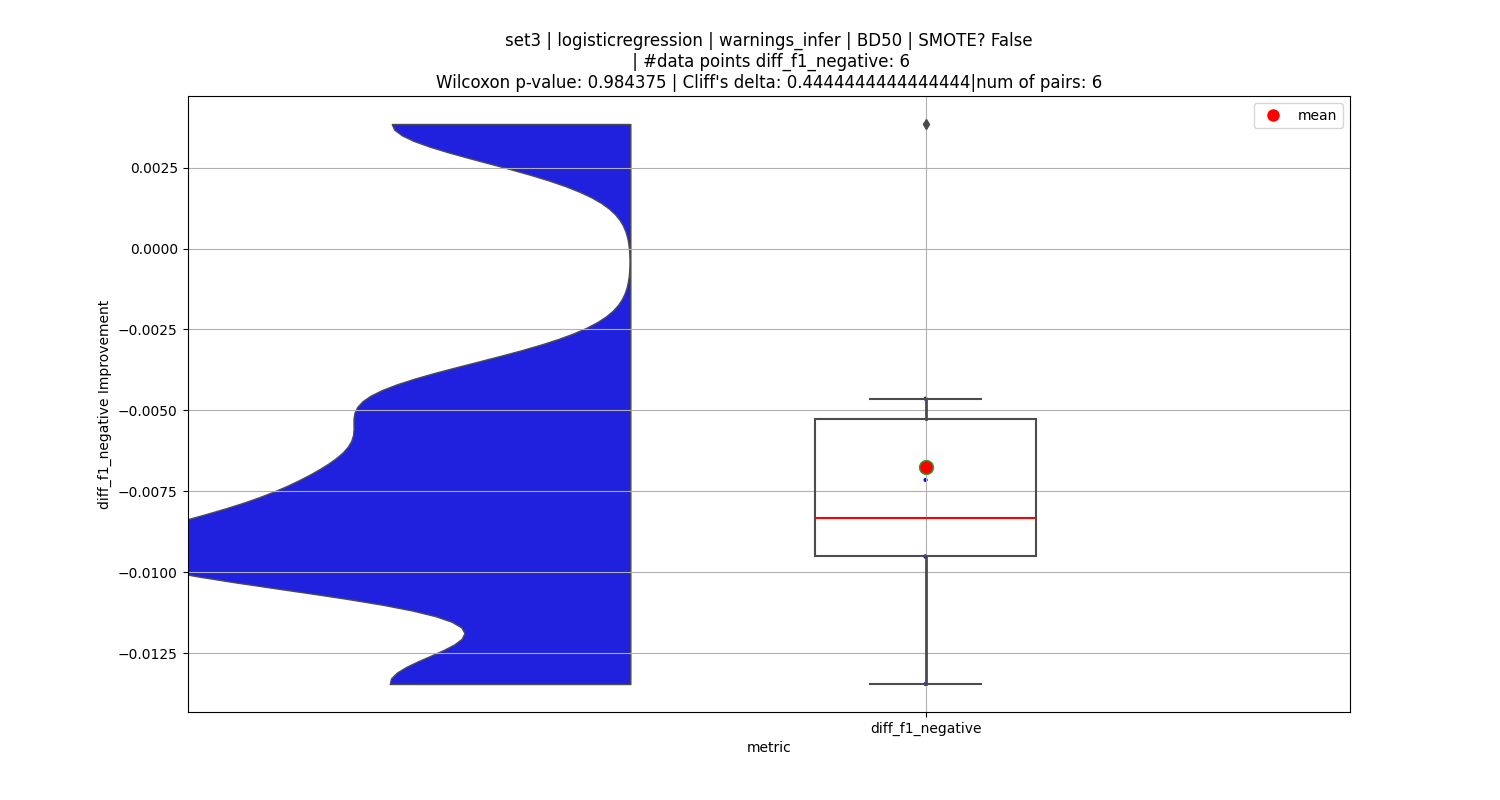 set3 | logisticregression | warnings_infer | BD50 | SMOTE? False
| #data points diff_f1_negative: 6
Wilcoxon p-value: 0.984375 | Cliff's delta: 0.4444444444444444|num of pairs: 6
mean
0.0025
0.0000
−0.0025
−0.0050
−0.0075
−0.0100
−0.0125
diff_f1_negative Improvement
diff_f1_negative
metric